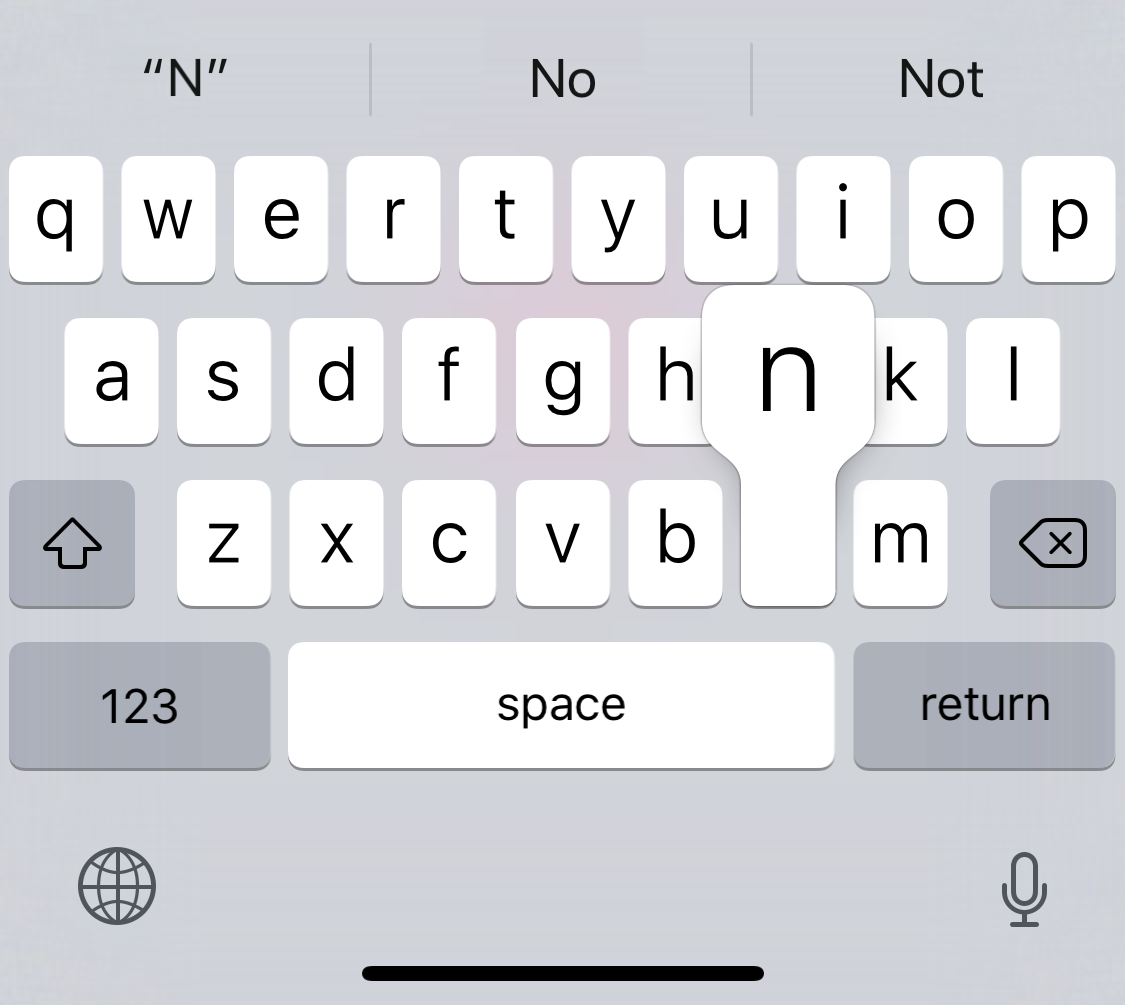 “N” No Not
q w e r t y u i o p
a s d f g h n k l
z x c v b m
123 space return